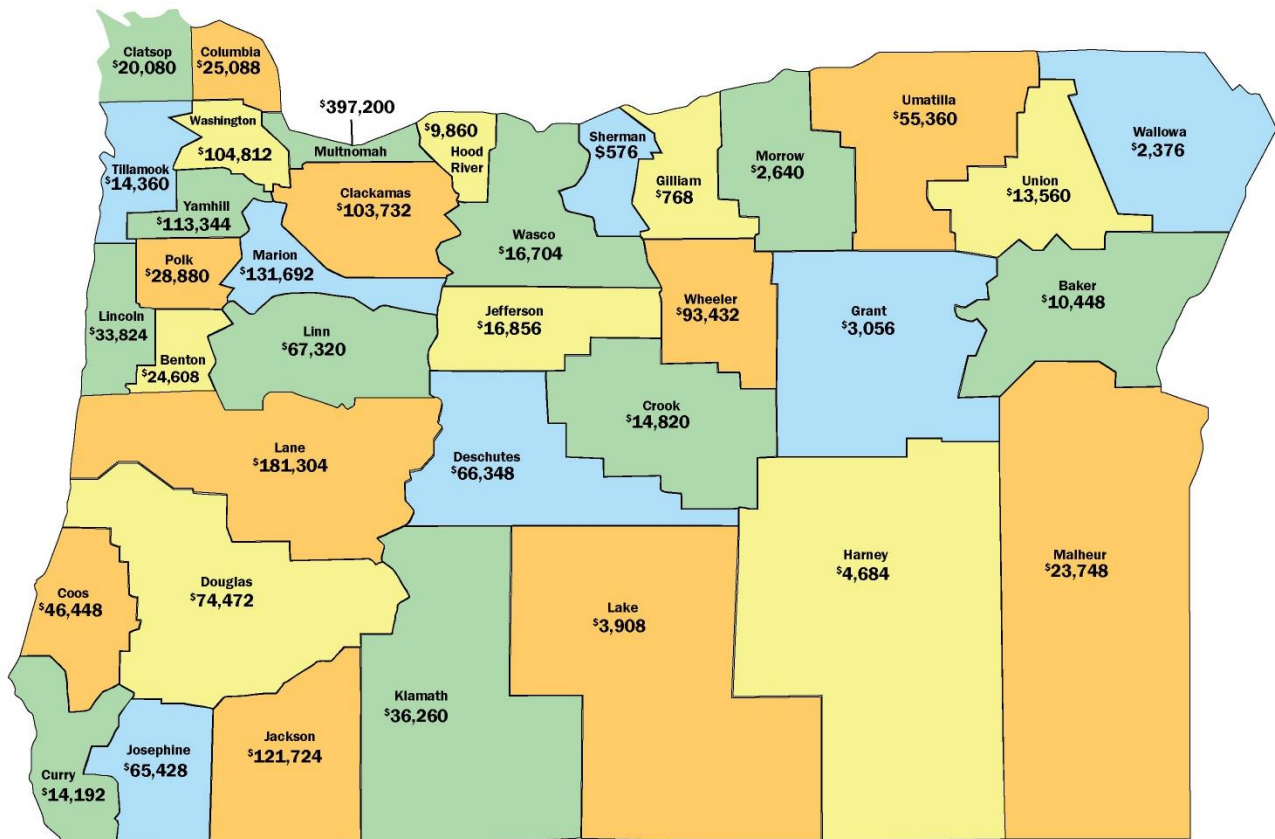 Clatsop
$20,080
Columbia
$25,088
$397,200
Multnomah
Washington
$104,812
Tillamook
$14,360
Yamhill
$113,344
Clackamas
$103,732
$9,860
Hood
River
Sherman
$576
Gilliam
$768
Morrow
$2,640
Umatilla
$55,360
Union
$13,560
Wallowa
$2,376
Wasco
$16,704
Polk
$28,880
Marion
$131,692
Lincoln
$33,824
Benton
$24,608
Linn
$67,320
Jefferson
$16,856
Wheeler
$93,432
Grant
$3,056
Baker
$10,448
Crook
$14,820
Lane
$181,304
Deschutes
$66,348
Coos
$46,448
Douglas
$74,472
Harney
$4,684
Malheur
$23,748
Lake
$3,908
Klamath
$36,260
Curry
$14,192
Josephine
$65,428
Jackson
$121,724